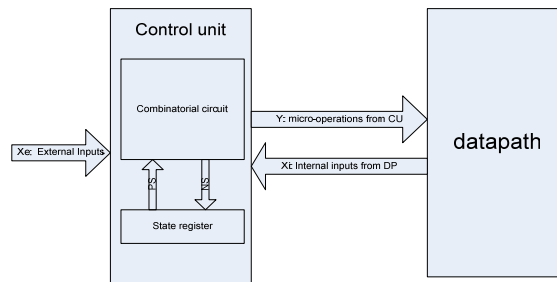 Control unit
Combinatorial circuit
Y: micro-operations from CU
datapath
Xe: External Inputs
Xi: Internal inputs from DP
PS
NS
State register